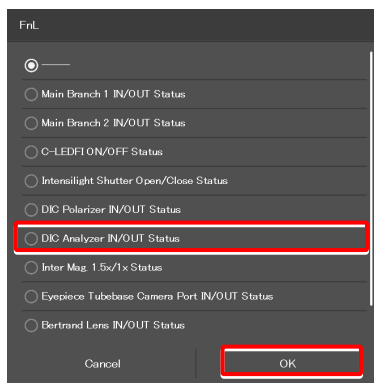 FnL
———
Main Branch 1 IN/OUT Status
Main Branch 2 IN/OUT Status
C-LEDFI ON/OFF Status
Intensilight Shutter Open/Close Status
DIC Polarizer IN/OUT Status
DIC Analyzer IN/OUT Status
Inter Mag. 1.5x/1x Status
Eyepiece Tubebase Camera Port IN/OUT Status
Bertrand Lens IN/OUT Status
Cancel OK